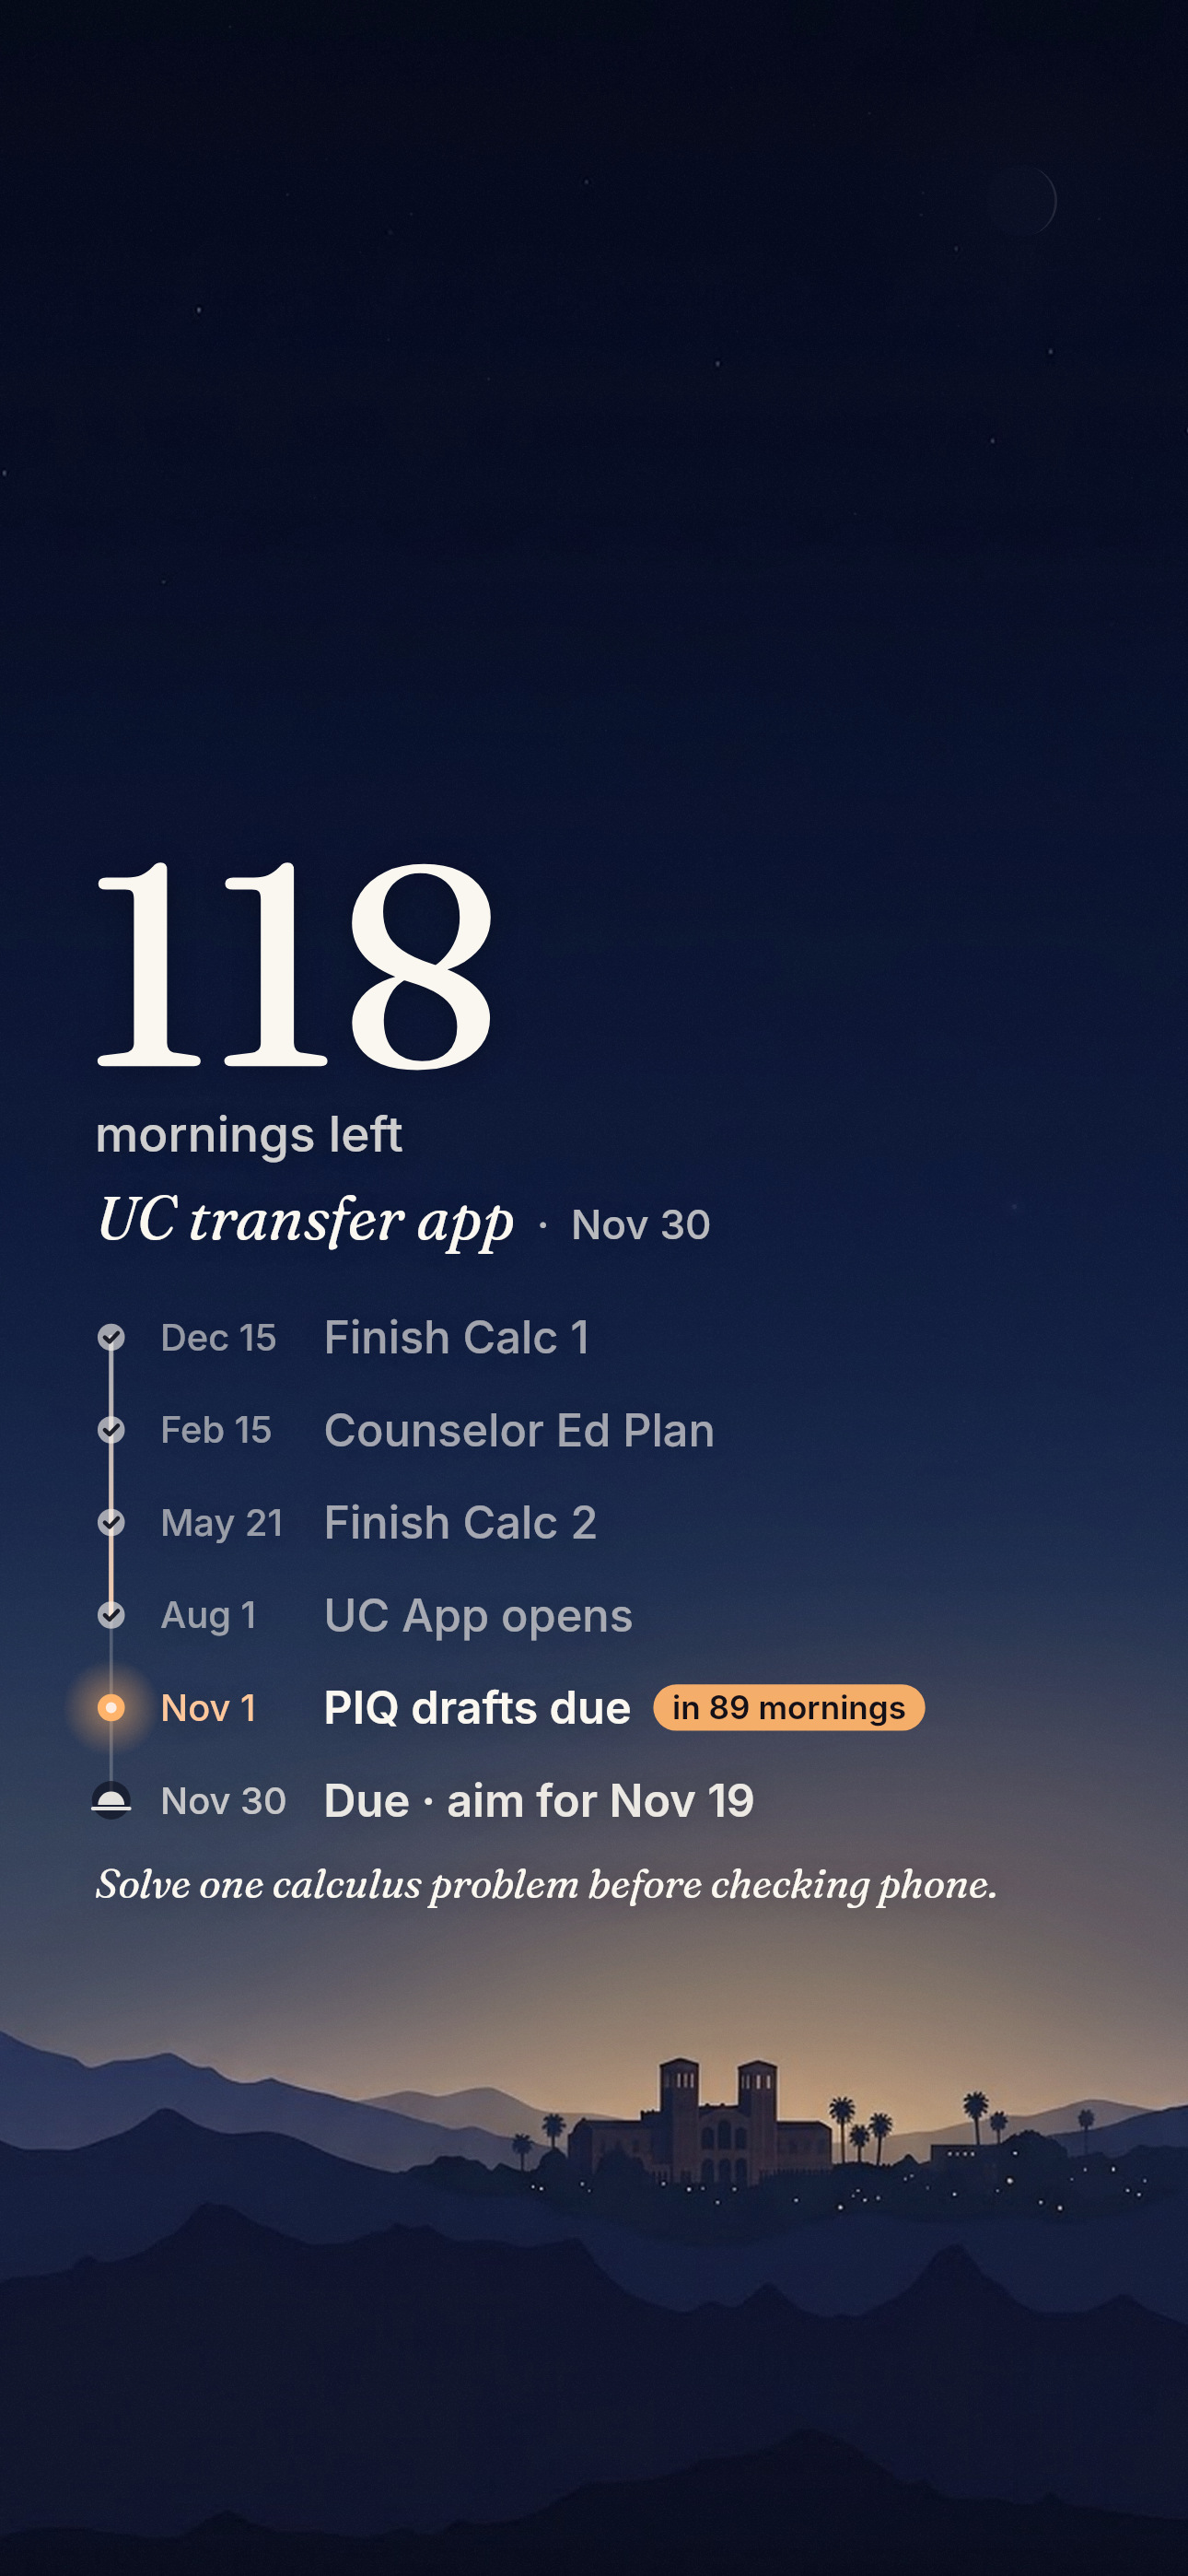 118
mornings left
UC transfer app · Nov 30
Dec 15 Finish Calc 1
Feb 15 Counselor Ed Plan
May 21 Finish Calc 2
Aug 1 UC App opens
Nov 1 PIQ drafts due in 89 mornings
Nov 30 Due · aim for Nov 19
Solve one calculus problem before checking phone.